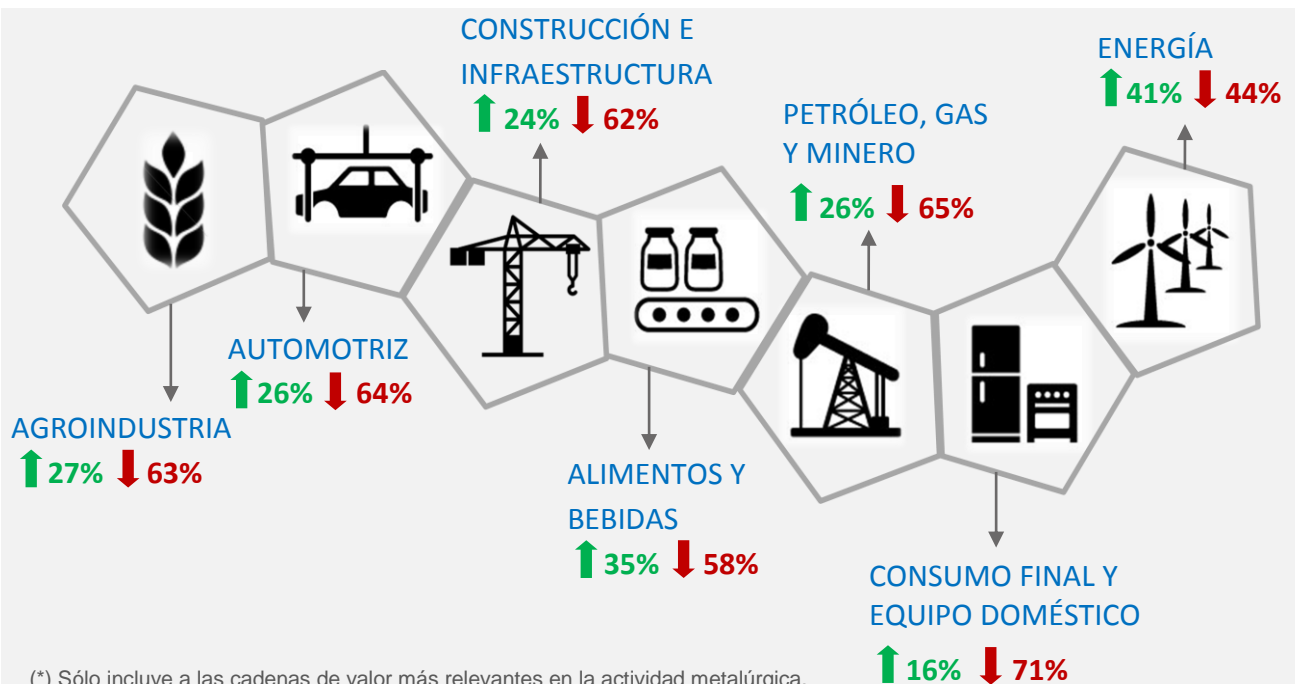 CONSTRUCCIÓN E
INFRAESTRUCTURA
24% 62%
ENERGÍA
41% 44%
PETRÓLEO, GAS
Y MINERO
26% 65%
AUTOMOTRIZ
26% 64%
AGROINDUSTRIA
27% 63%
ALIMENTOS Y
BEBIDAS
35% 58%
CONSUMO FINAL Y
EQUIPO DOMÉSTICO
16% 71%
(*) Sólo incluye a las cadenas de valor más relevantes en la actividad metalúrgica.